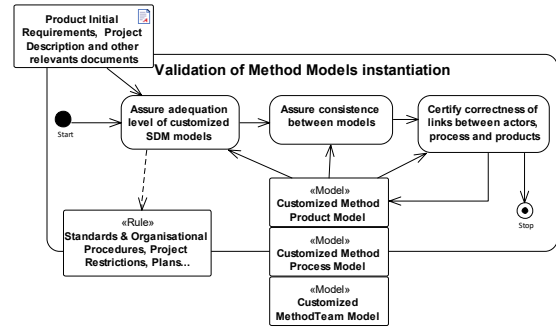 Product Initial
Requirements, Project
Description and other
relevants documents
Validation of Method Models instantiation
Start
Assure adequation
level of customized
SDM models
Assure consistence
between models
Certify correctness of
links between actors,
process and products
Stop
«Rule»
Standards & Organisational
Procedures, Project
Restrictions, Plans...
«Model»
Customized Method
Product Model
«Model»
Customized Method
Process Model
«Model»
Customized
MethodTeam Model